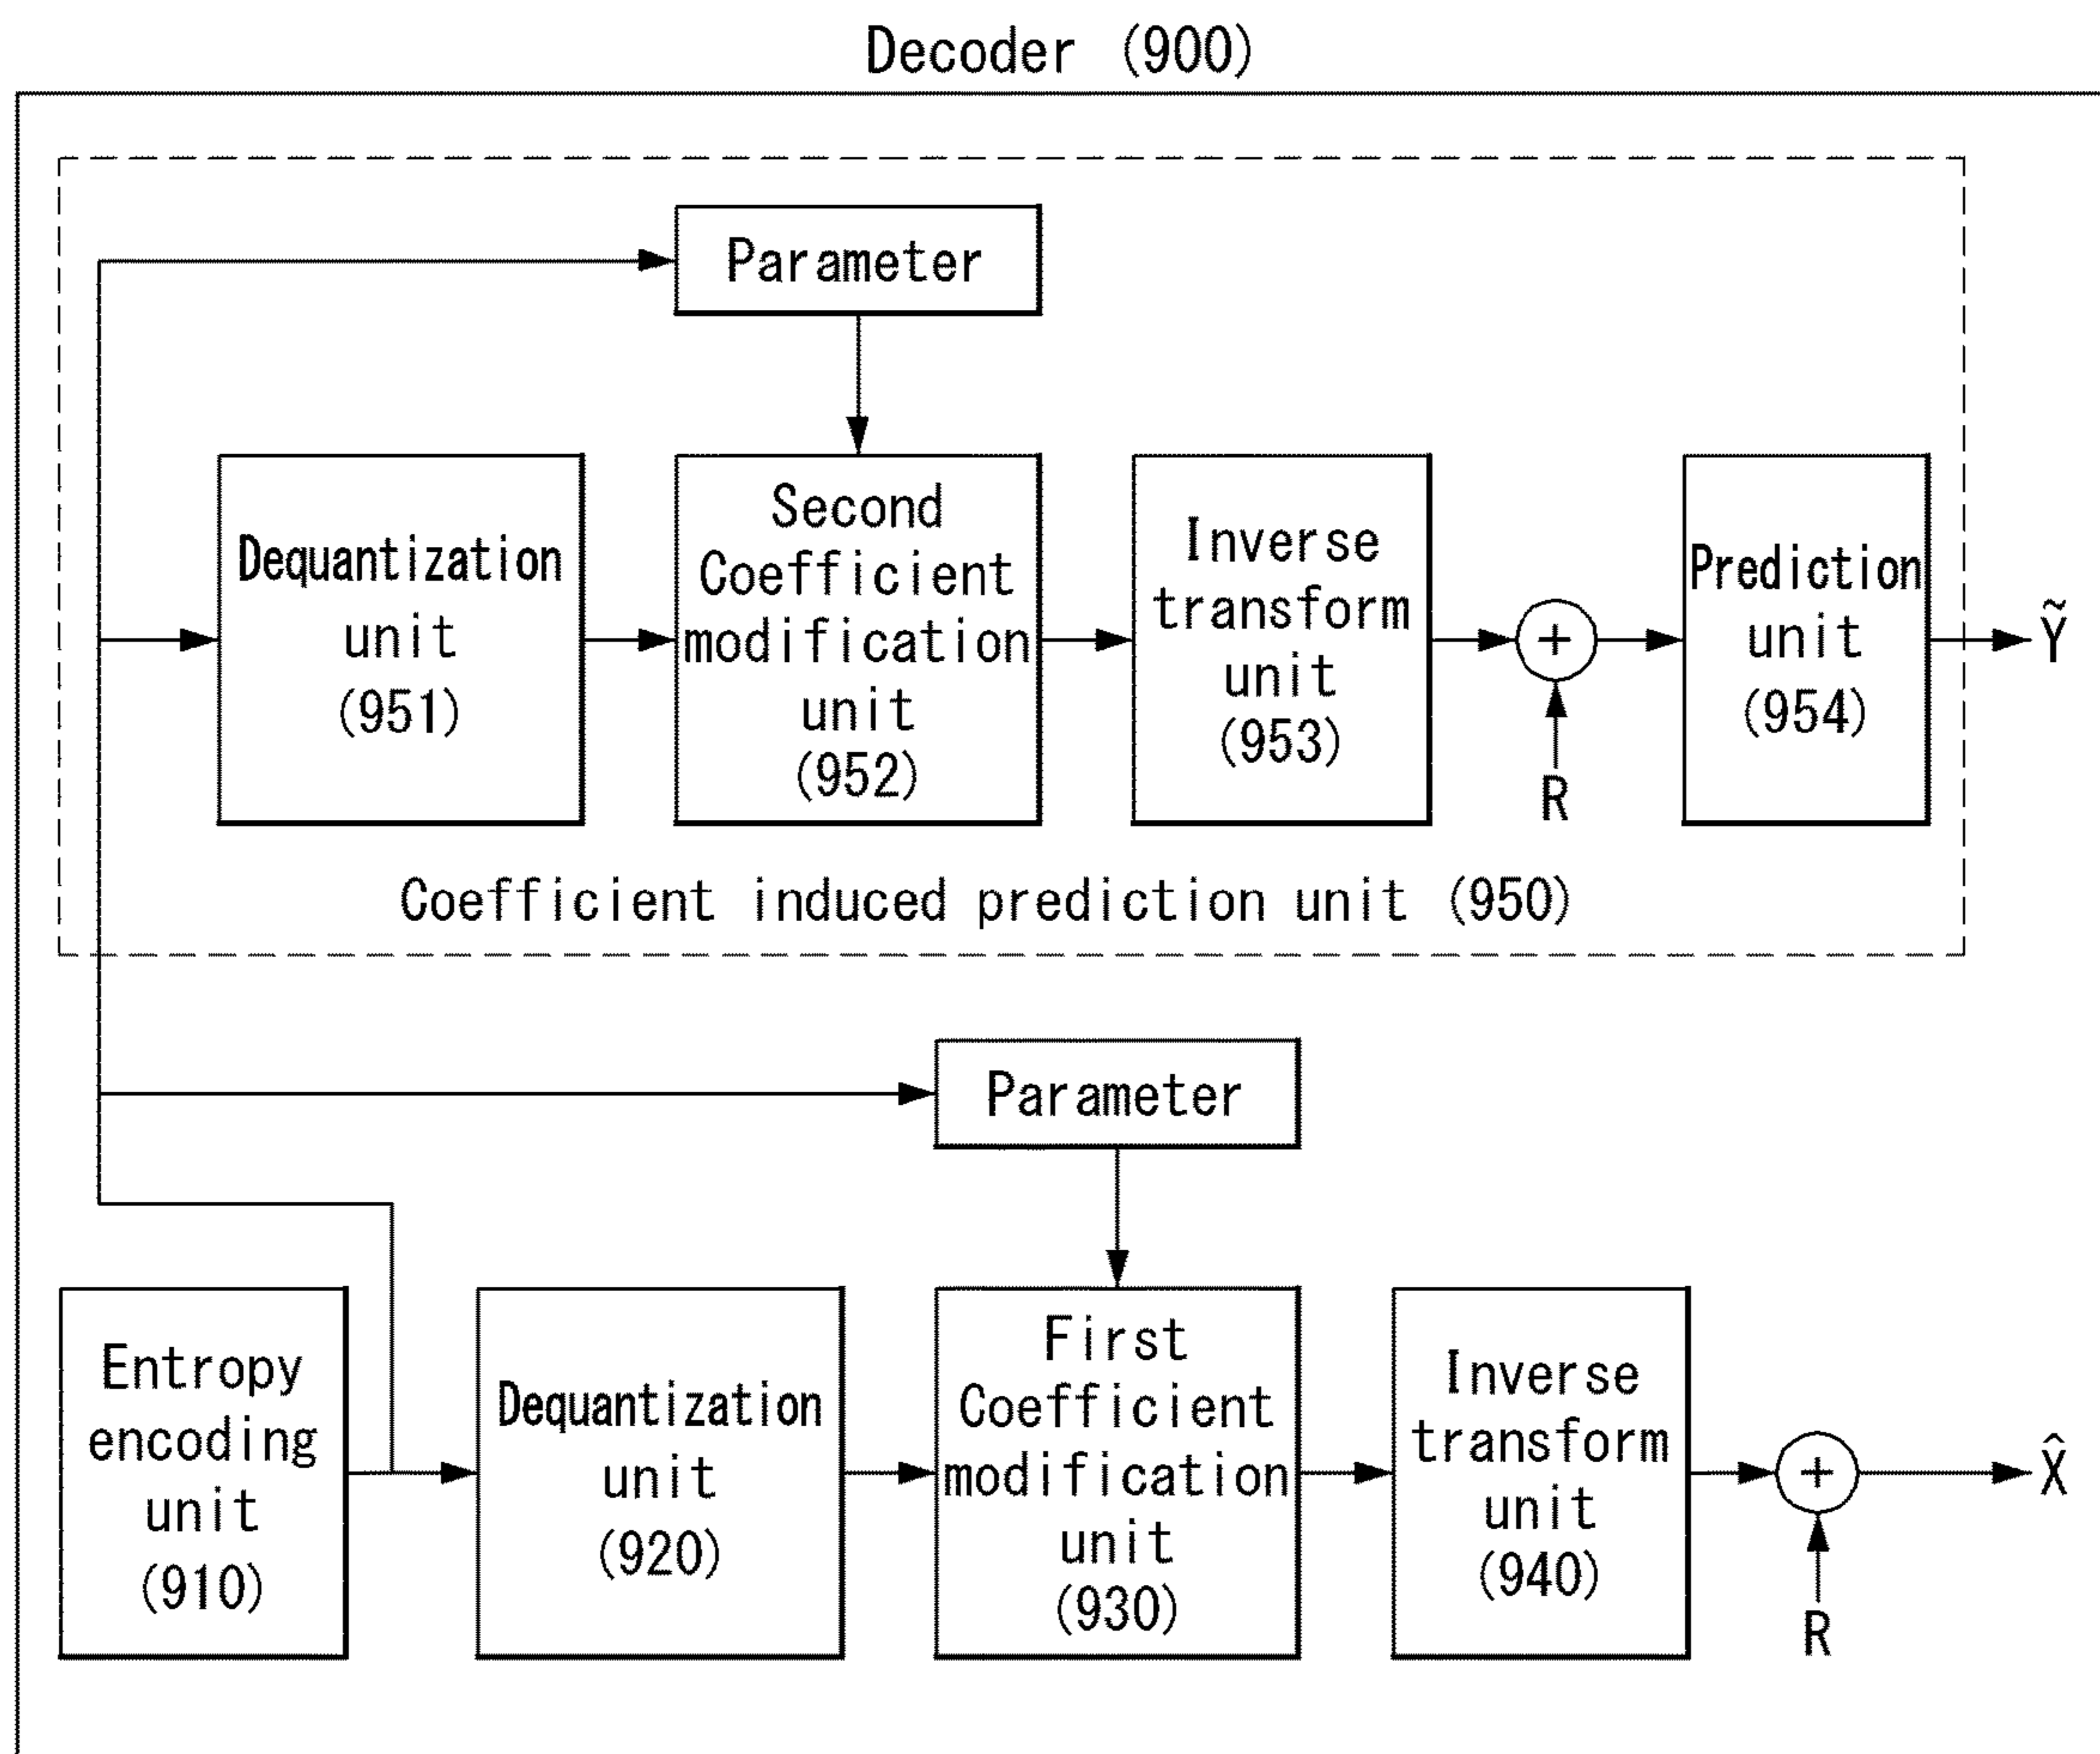 Decoder (900)
Parameter
Dequantization
unit
(951)
Second
Coefficient
modification
unit
(952)
Inverse
transform
unit
(953)
+
R
Prediction
unit
(954)
Ỹ
Coefficient induced prediction unit (950)
Parameter
Entropy
encoding
unit
(910)
Dequantization
unit
(920)
First
Coefficient
modification
unit
(930)
Inverse
transform
unit
(940)
+
R
X̂